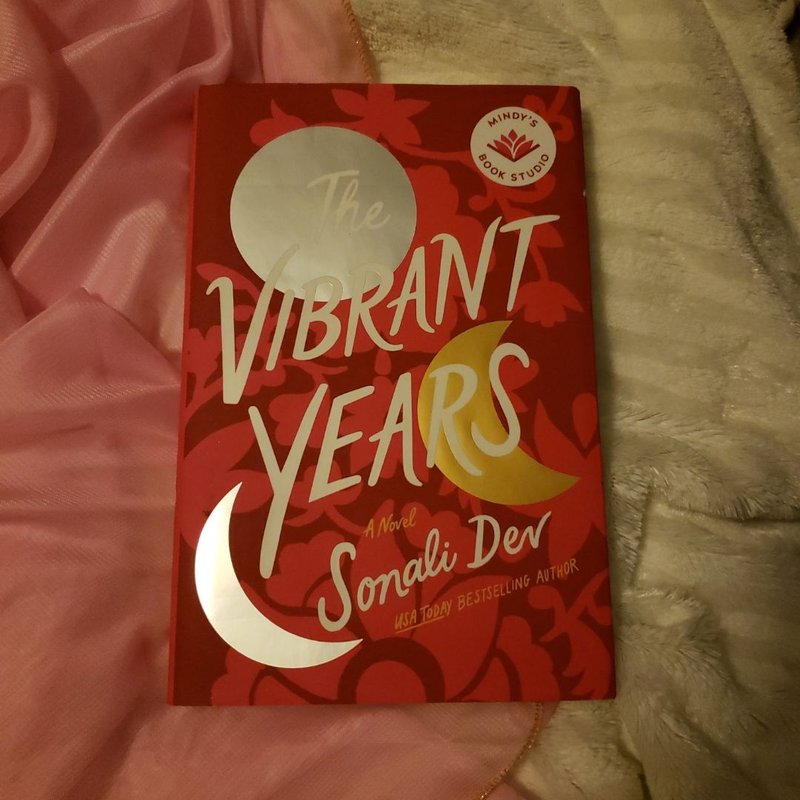 MINDY'S
BOOK STUDIO
The
VIBRANT
YEARS
A Novel
Sonali Dev
USA TODAY BESTSELLING AUTHOR